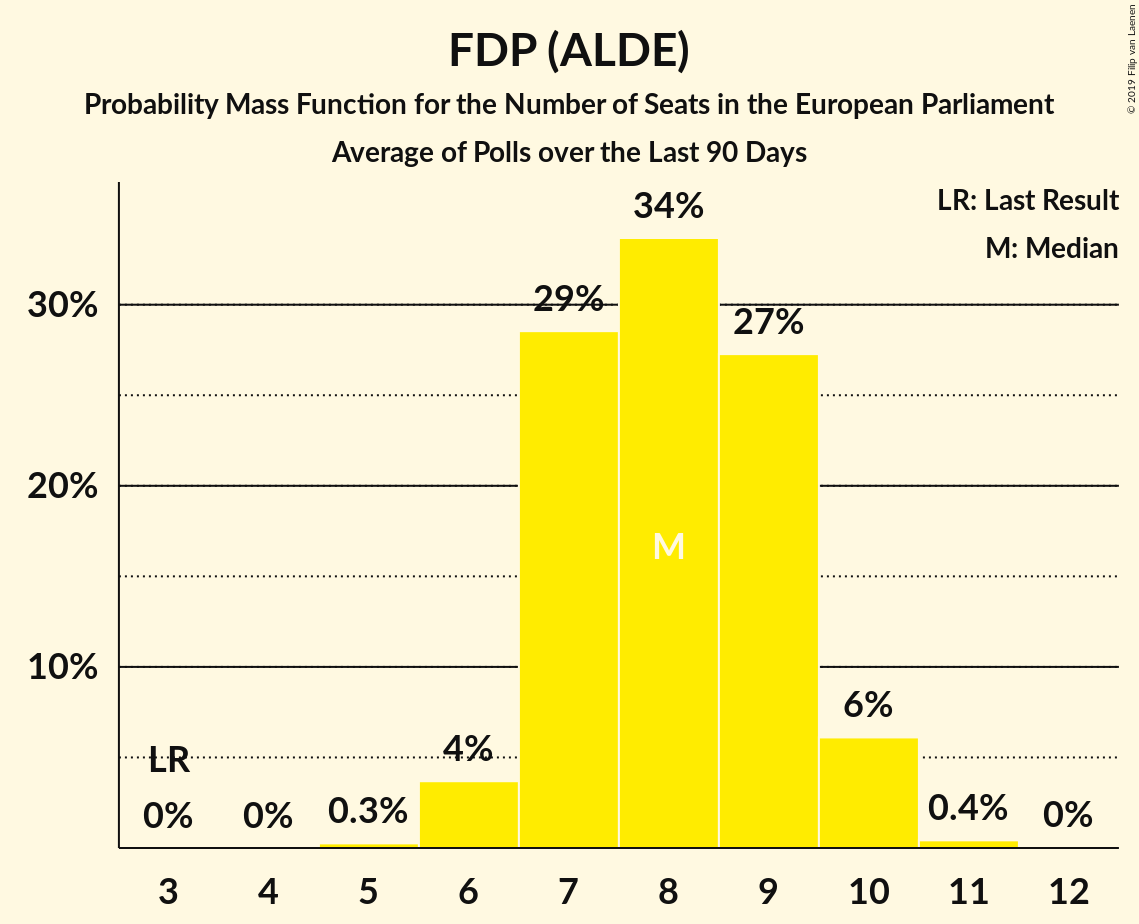 FDP (ALDE)
Probability Mass Function for the Number of Seats in the European Parliament
Average of Polls over the Last 90 Days
© 2019 Filip van Laenen
LR: Last Result
M: Median
34%
30%
29%
27%
20%
M
10%
6%
4%
LR
0%
0%
0.3%
0.4%
0%
3 4 5 6 7 8 9 10 11 12